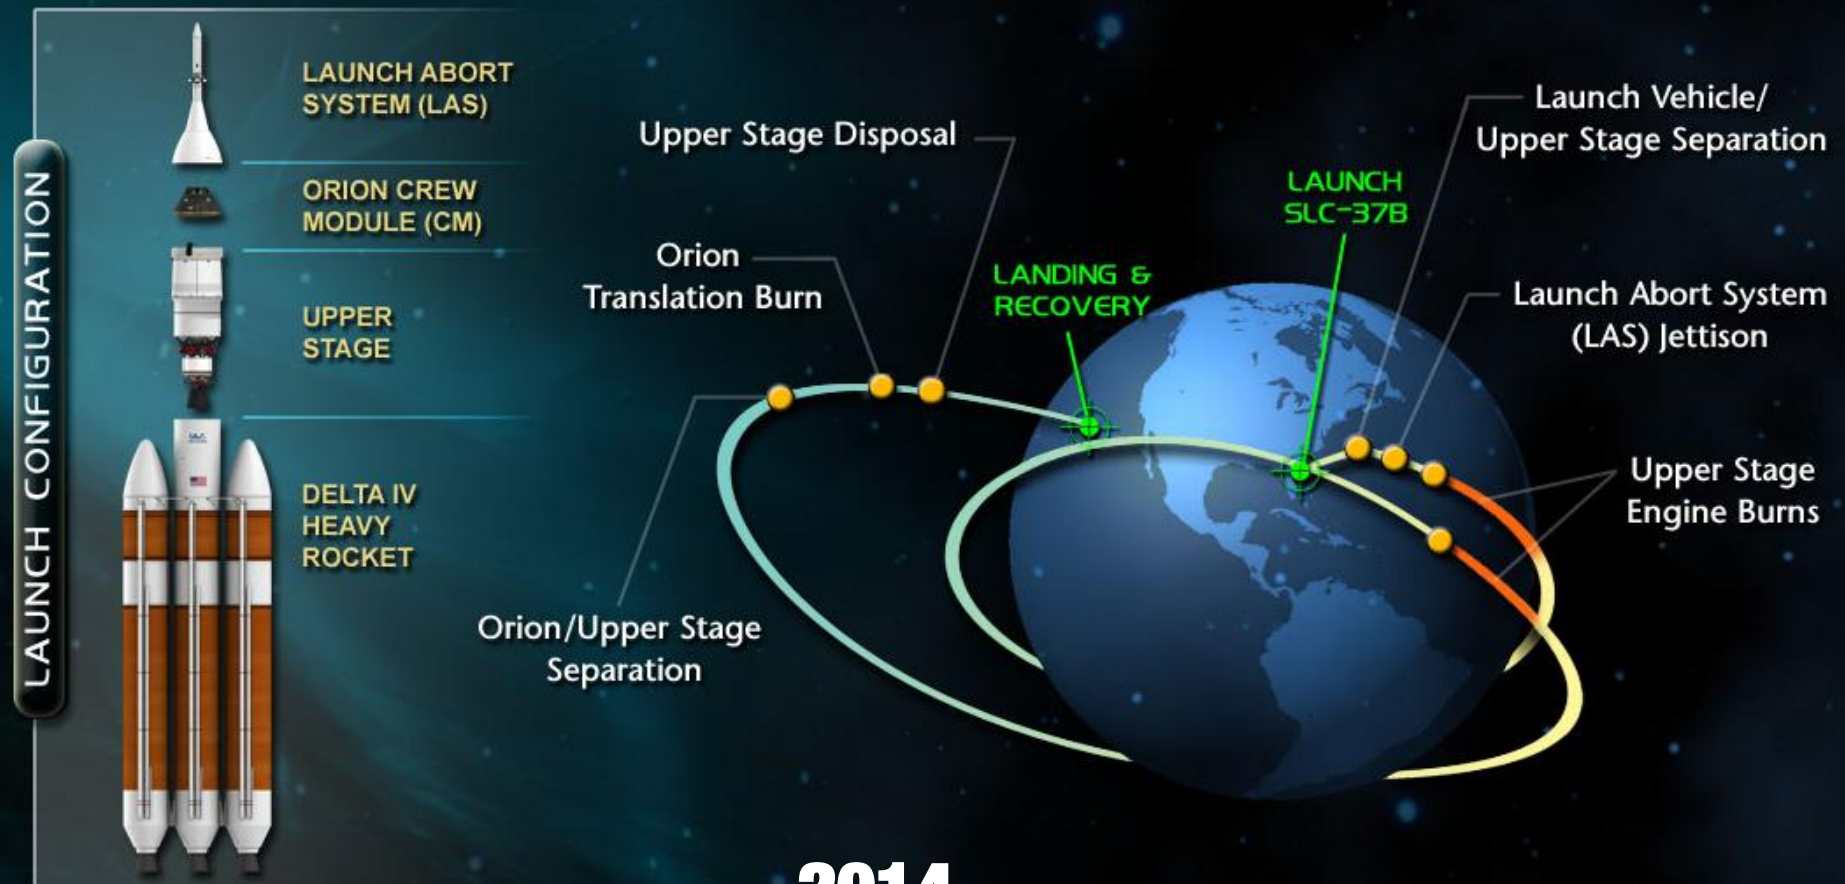 LAUNCH CONFIGURATION
LAUNCH ABORT
SYSTEM (LAS)
ORION CREW
MODULE (CM)
UPPER
STAGE
DELTA IV
HEAVY
ROCKET
Upper Stage Disposal
Orion
Translation Burn
Orion/Upper Stage
Separation
LANDING &
RECOVERY
LAUNCH
SLC-37B
Launch Vehicle/
Upper Stage Separation
Launch Abort System
(LAS) Jettison
Upper Stage
Engine Burns
2014